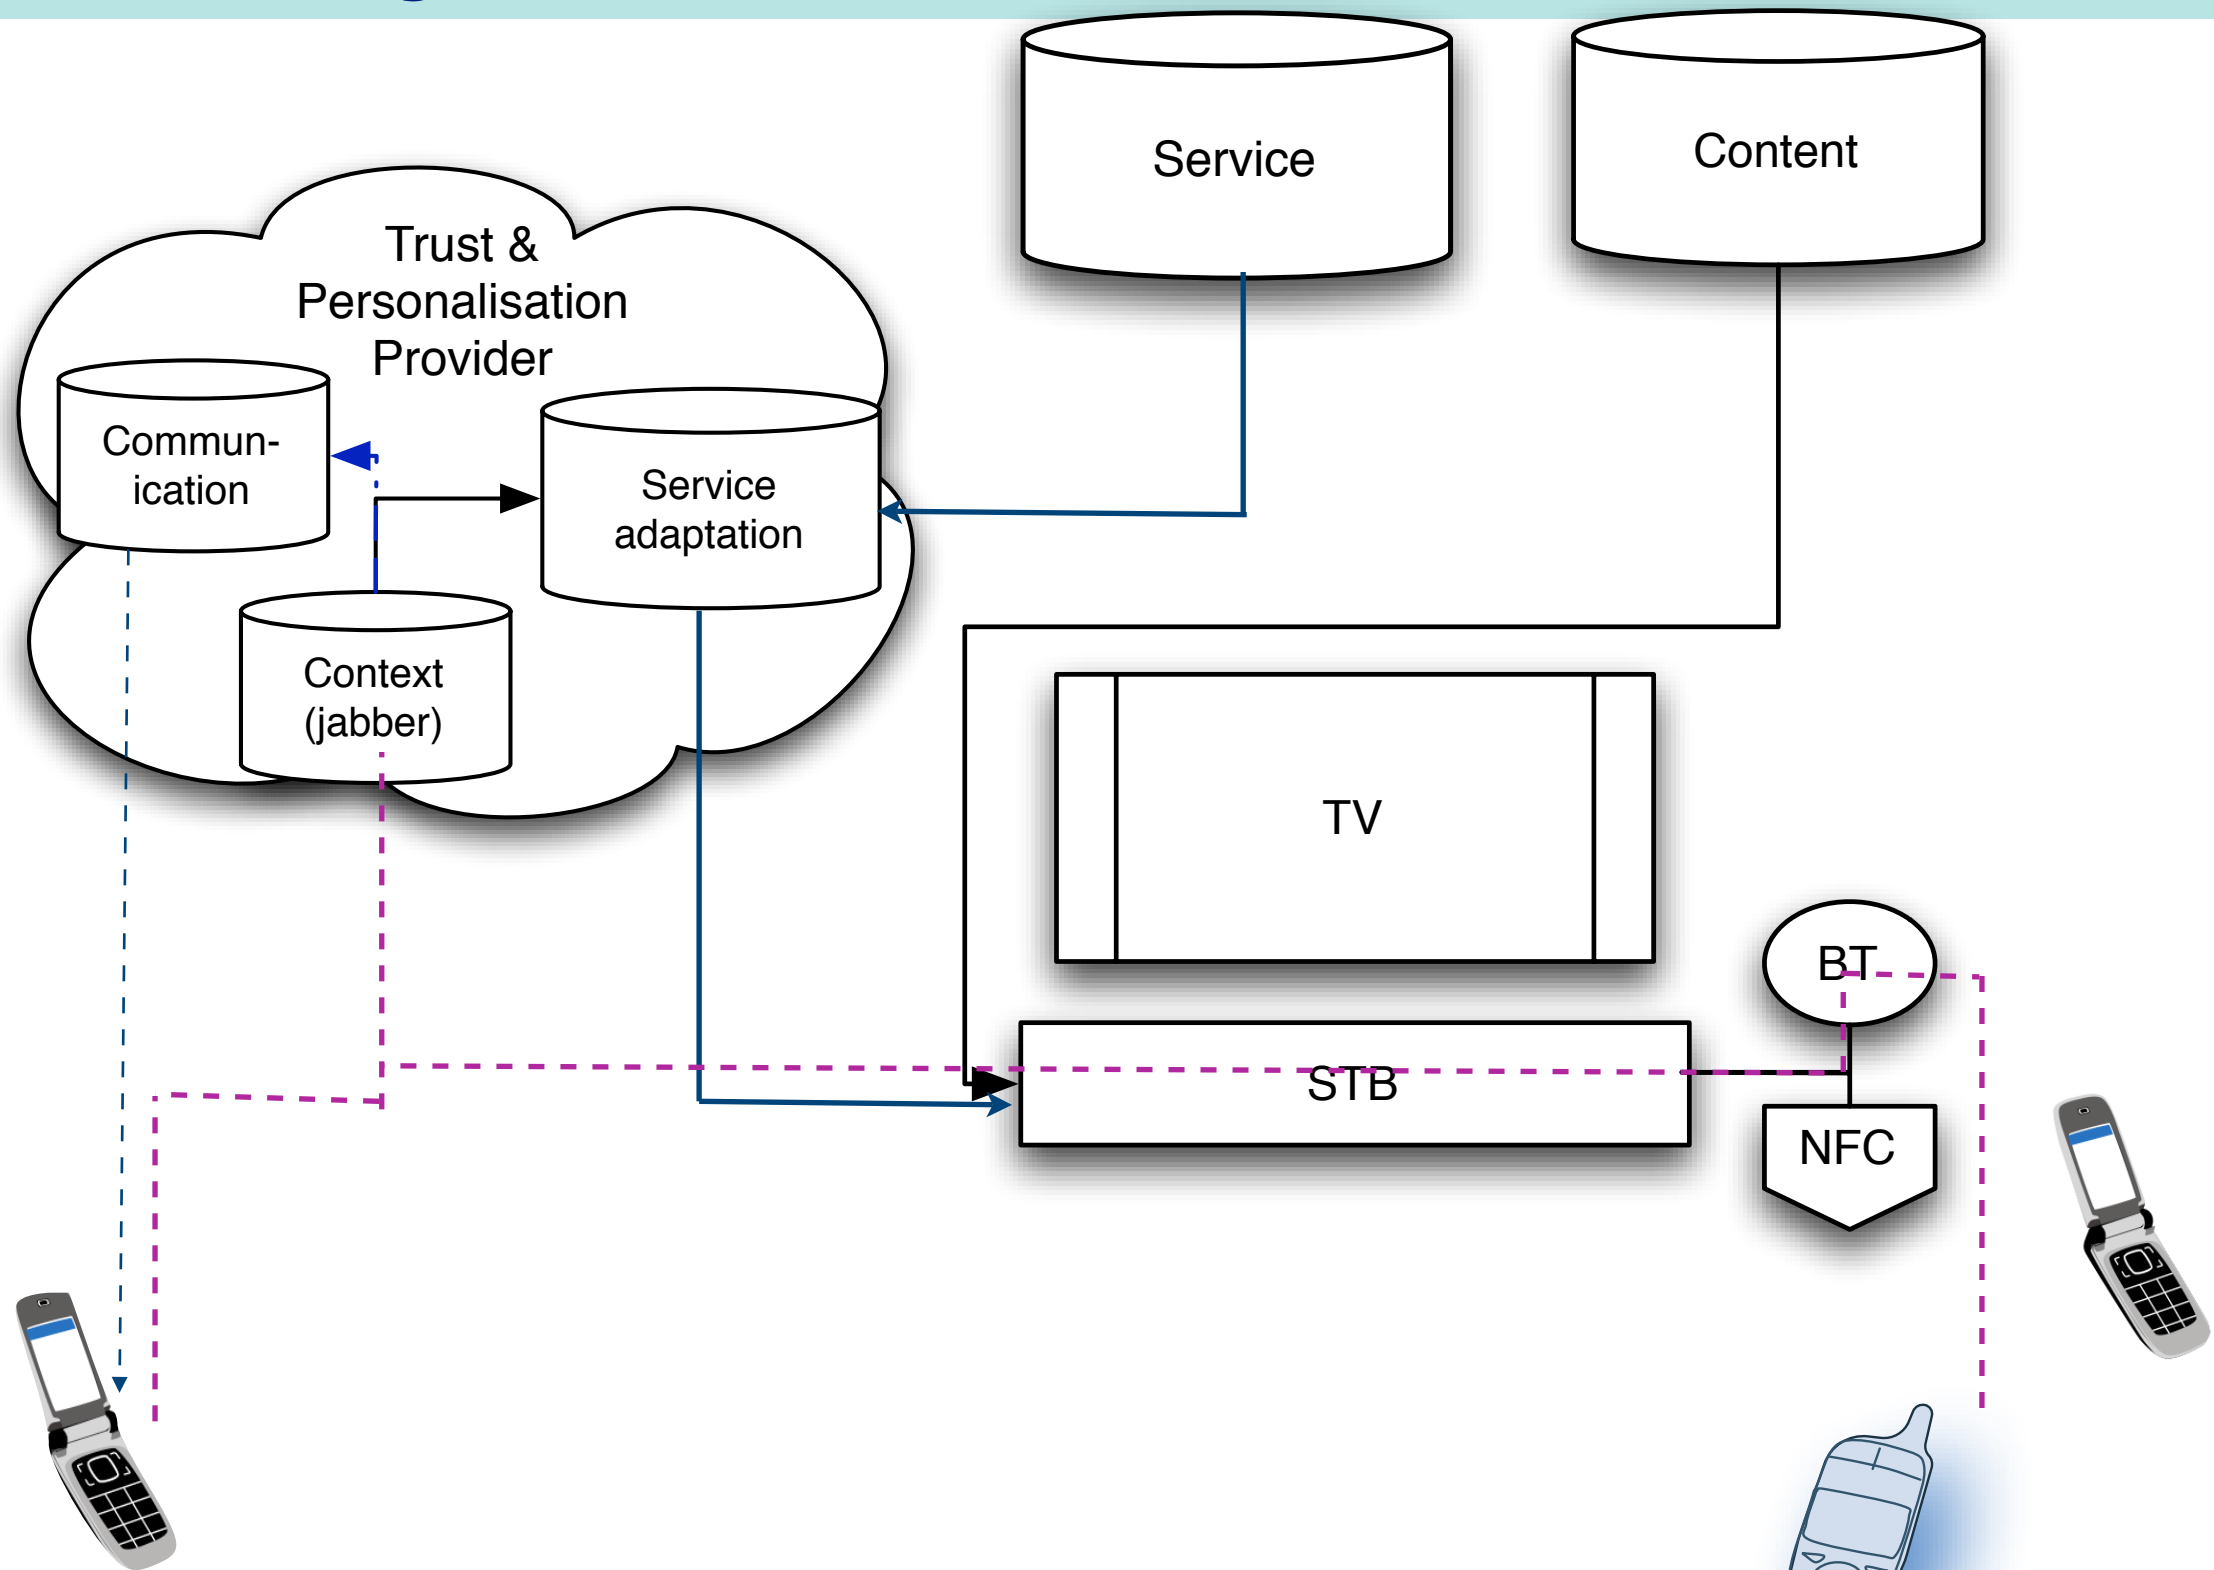 Service
Content
Trust &
Personalisation
Provider
Commun-
ication
Service
adaptation
Context
(jabber)
TV
BT
STB
NFC